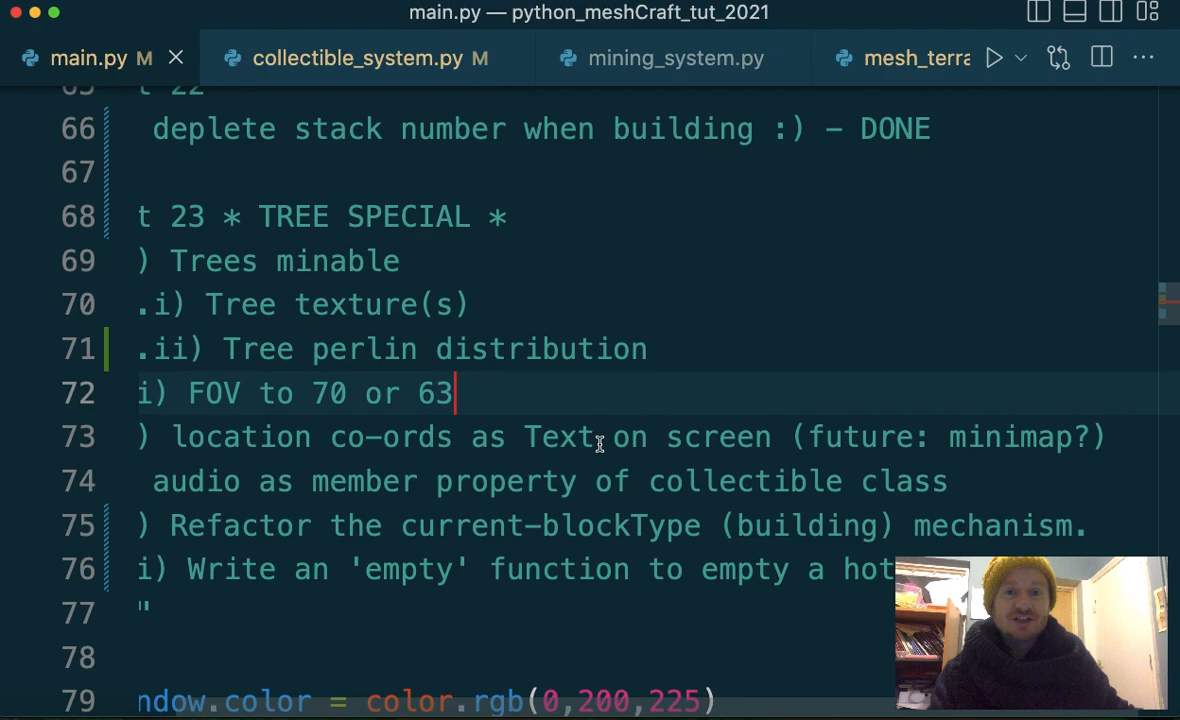 main.py — python_meshCraft_tut_2021
main.py M collectible_system.py M mining_system.py mesh_terra
65 t 22
66 deplete stack number when building :) - DONE
67
68 t 23 * TREE SPECIAL *
69 ) Trees minable
70 .i) Tree texture(s)
71 .ii) Tree perlin distribution
72 i) FOV to 70 or 63
73 ) location co-ords as Text on screen (future: minimap?)
74 audio as member property of collectible class
75 ) Refactor the current-blockType (building) mechanism.
76 i) Write an 'empty' function to empty a hot
77 "
78
79 ndow.color = color.rgb(0,200,225)